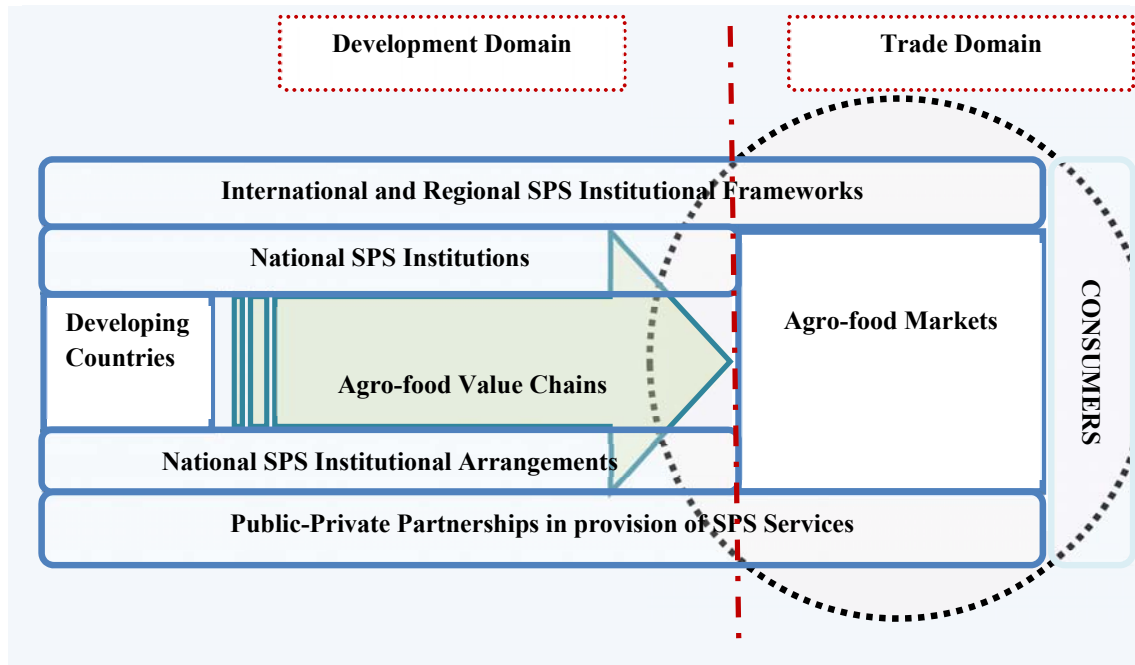 Development Domain
Trade Domain
International and Regional SPS Institutional Frameworks
National SPS Institutions
Developing
Countries
Agro-food Markets
Agro-food Value Chains
CONSUMERS
National SPS Institutional Arrangements
Public-Private Partnerships in provision of SPS Services